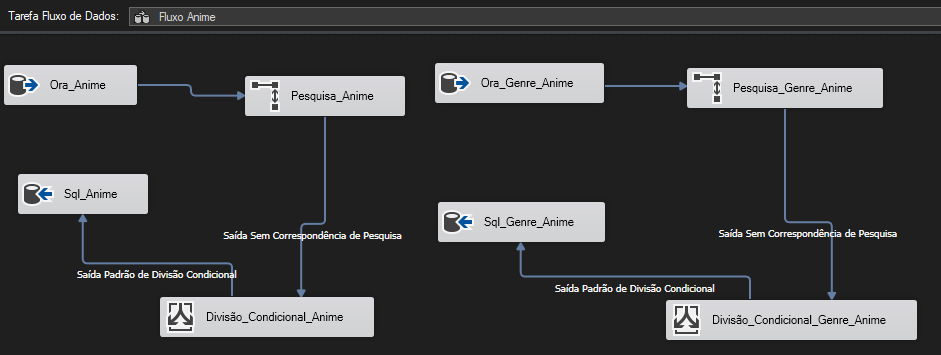 Tarefa Fluxo de Dados: Fluxo Anime
Ora_Anime
Pesquisa_Anime
Ora_Genre_Anime
Pesquisa_Genre_Anime
Sql_Anime
Saída Sem Correspondência de Pesquisa
Sql_Genre_Anime
Saída Sem Correspondência de Pesquisa
Saída Padrão de Divisão Condicional
Saída Padrão de Divisão Condicional
Divisão_Condicional_Anime
Divisão_Condicional_Genre_Anime